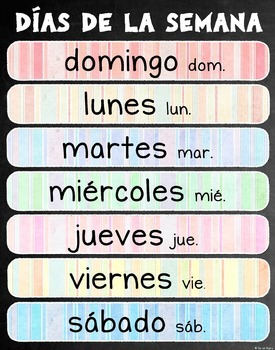 DÍAS DE LA SEMANA
domingo dom.
lunes lun.
martes mar.
miércoles mié.
jueves jue.
viernes vie.
sábado sáb.